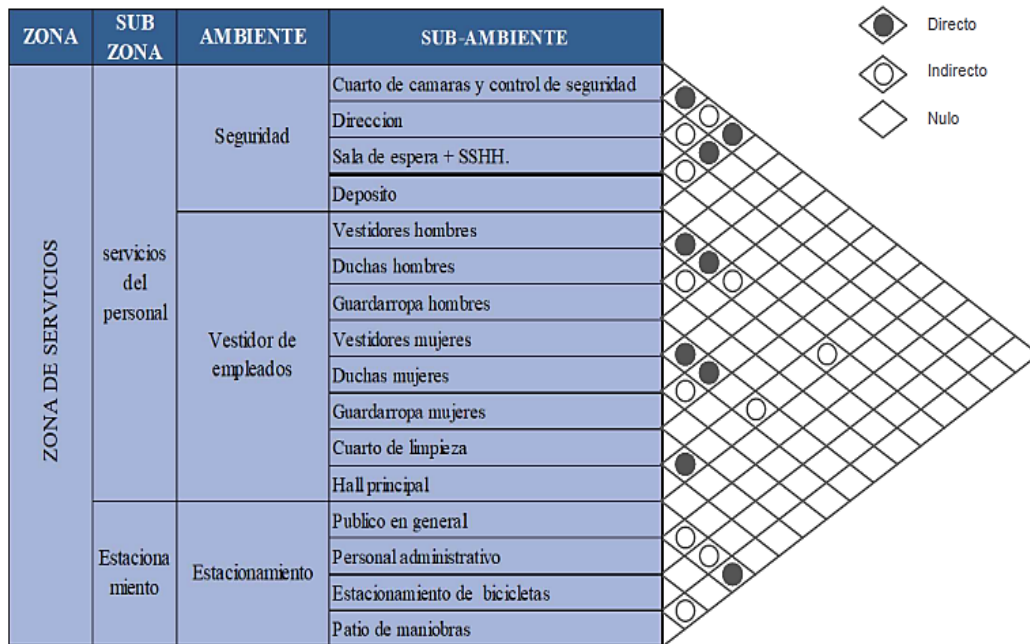 ZONA
SUB
ZONA
AMBIENTE
SUB-AMBIENTE
ZONA DE SERVICIOS
servicios
del
personal
Seguridad
Cuarto de camaras y control de seguridad
Direccion
Sala de espera + SSHH.
Deposito
Vestidor de
empleados
Vestidores hombres
Duchas hombres
Guardarropa hombres
Vestidores mujeres
Duchas mujeres
Guardarropa mujeres
Cuarto de limpieza
Hall principal
Estaciona
miento
Estacionamiento
Publico en general
Personal administrativo
Estacionamiento de bicicletas
Patio de maniobras
Directo
Indirecto
Nulo